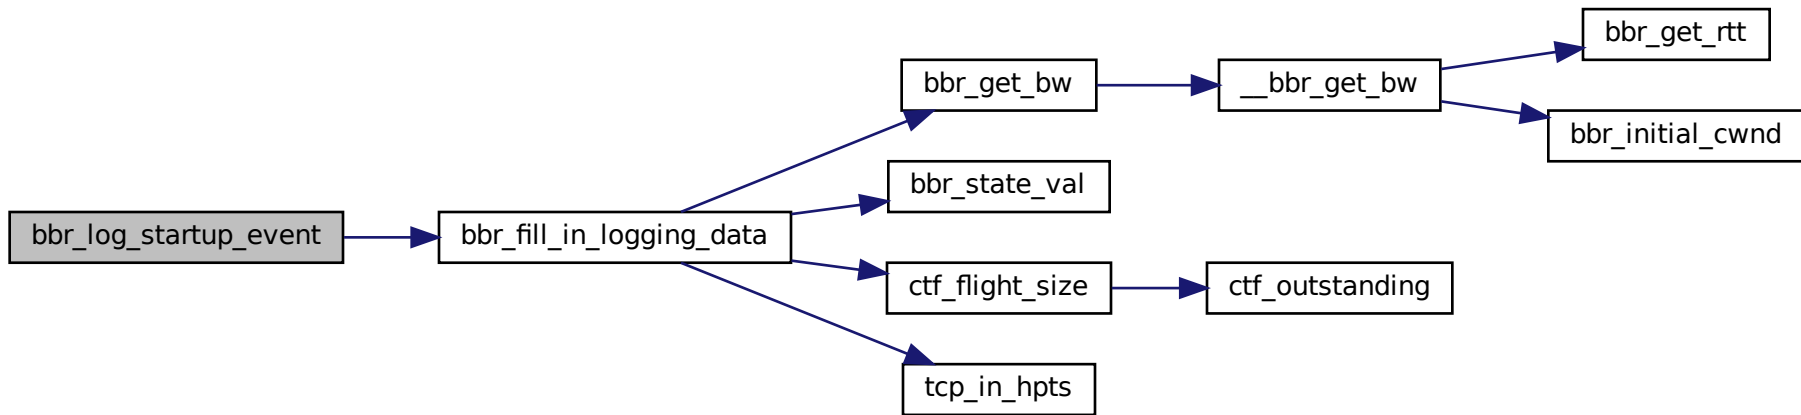 bbr_get_rtt
bbr_get_bw
__bbr_get_bw
bbr_initial_cwnd
bbr_state_val
bbr_log_startup_event
bbr_fill_in_logging_data
ctf_flight_size
ctf_outstanding
tcp_in_hpts